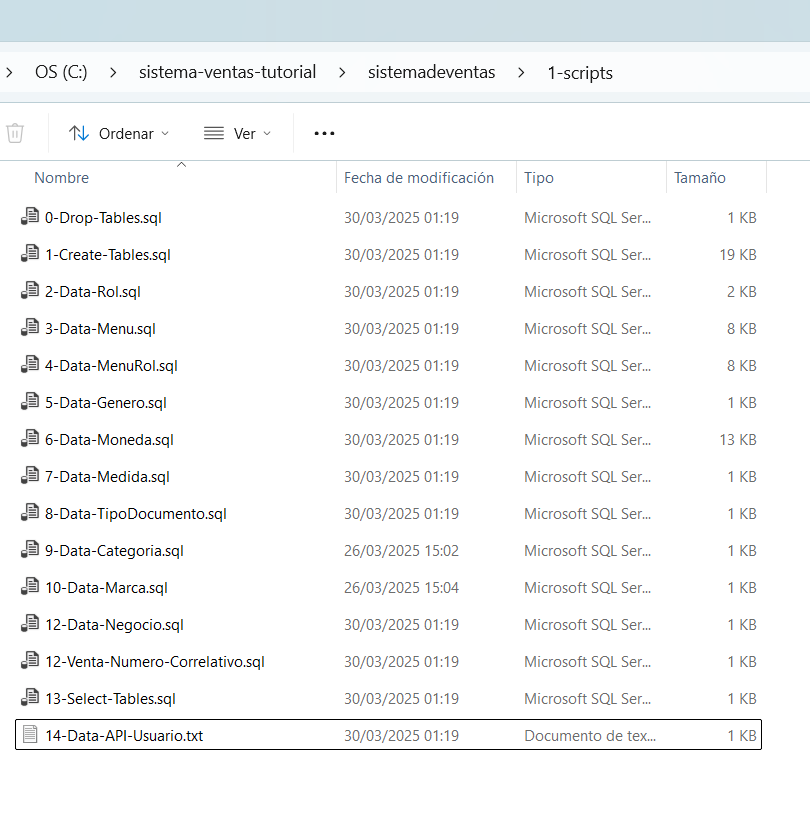 OS (C:) sistema-ventas-tutorial sistemadeventas 1-scripts
Ordenar Ver
Nombre Fecha de modificación Tipo Tamaño
0-Drop-Tables.sql 30/03/2025 01:19 Microsoft SQL Ser... 1 KB
1-Create-Tables.sql 30/03/2025 01:19 Microsoft SQL Ser... 19 KB
2-Data-Rol.sql 30/03/2025 01:19 Microsoft SQL Ser... 2 KB
3-Data-Menu.sql 30/03/2025 01:19 Microsoft SQL Ser... 8 KB
4-Data-MenuRol.sql 30/03/2025 01:19 Microsoft SQL Ser... 8 KB
5-Data-Genero.sql 30/03/2025 01:19 Microsoft SQL Ser... 1 KB
6-Data-Moneda.sql 30/03/2025 01:19 Microsoft SQL Ser... 13 KB
7-Data-Medida.sql 30/03/2025 01:19 Microsoft SQL Ser... 1 KB
8-Data-TipoDocumento.sql 30/03/2025 01:19 Microsoft SQL Ser... 1 KB
9-Data-Categoria.sql 26/03/2025 15:02 Microsoft SQL Ser... 1 KB
10-Data-Marca.sql 26/03/2025 15:04 Microsoft SQL Ser... 1 KB
12-Data-Negocio.sql 30/03/2025 01:19 Microsoft SQL Ser... 1 KB
12-Venta-Numero-Correlativo.sql 30/03/2025 01:19 Microsoft SQL Ser... 1 KB
13-Select-Tables.sql 30/03/2025 01:19 Microsoft SQL Ser... 1 KB
14-Data-API-Usuario.txt 30/03/2025 01:19 Documento de tex... 1 KB